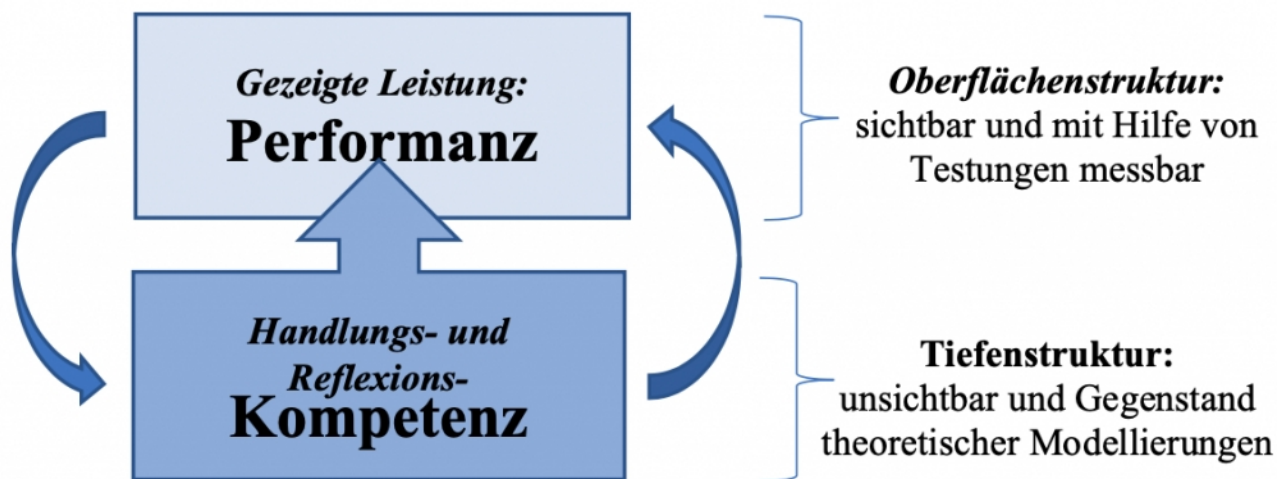 Gezeigte Leistung:
Performanz
Oberflächenstruktur:
sichtbar und mit Hilfe von
Testungen messbar
Handlungs- und
Reflexions-
Kompetenz
Tiefenstruktur:
unsichtbar und Gegenstand
theoretischer Modellierungen